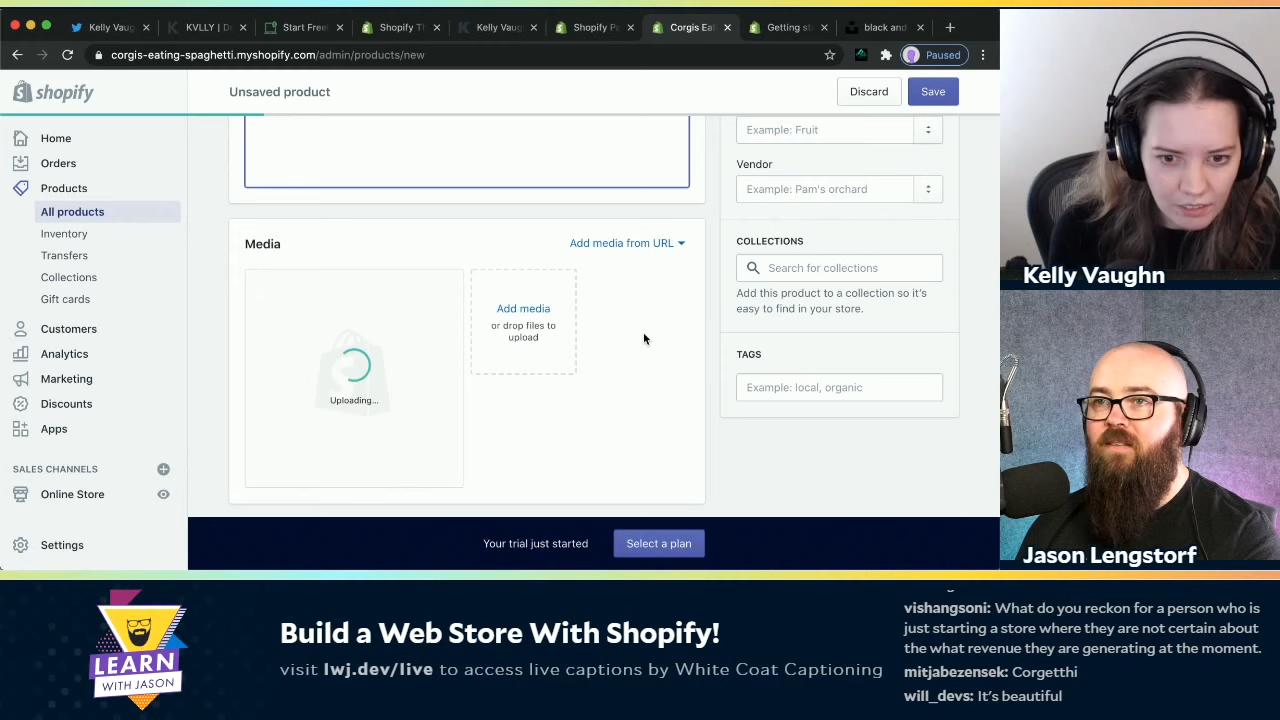 Kelly Vaug
KVLLY | D
Start Free
Shopify Th
Kelly Vaug
Shopify Pa
Corgis Eat
Getting st
black and
corgis-eating-spaghetti.myshopify.com/admin/products/new
Paused
shopify
Unsaved product
Discard
Save
Home
Orders
Products
All products
Inventory
Transfers
Collections
Gift cards
Customers
Analytics
Marketing
Discounts
Apps
SALES CHANNELS
Online Store
Settings
Media
Add media from URL
Uploading...
Add media
or drop files to
upload
Example: Fruit
Vendor
Example: Pam's orchard
COLLECTIONS
Search for collections
Add this product to a collection so it's
easy to find in your store.
TAGS
Example: local, organic
Your trial just started
Select a plan
Kelly Vaughn
Jason Lengstorf
LEARN
WITH JASON
Build a Web Store With Shopify!
visit lwj.dev/live to access live captions by White Coat Captioning
vishangsoni: What do you reckon for a person who is
just starting a store where they are not certain about
the what revenue they are generating at the moment.
mitjabezensek: Corgetthi
will_devs: It's beautiful